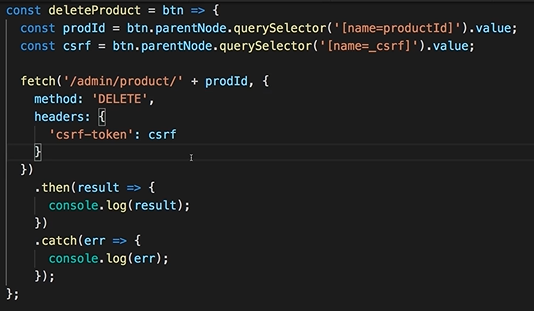 const deleteProduct = btn => {
  const prodId = btn.parentNode.querySelector('[name=productId]').value;
  const csrf = btn.parentNode.querySelector('[name=_csrf]').value;

  fetch('/admin/product/' + prodId, {
    method: 'DELETE',
    headers: {
      'csrf-token': csrf
    }
  })
    .then(result => {
      console.log(result);
    })
    .catch(err => {
      console.log(err);
    });
};